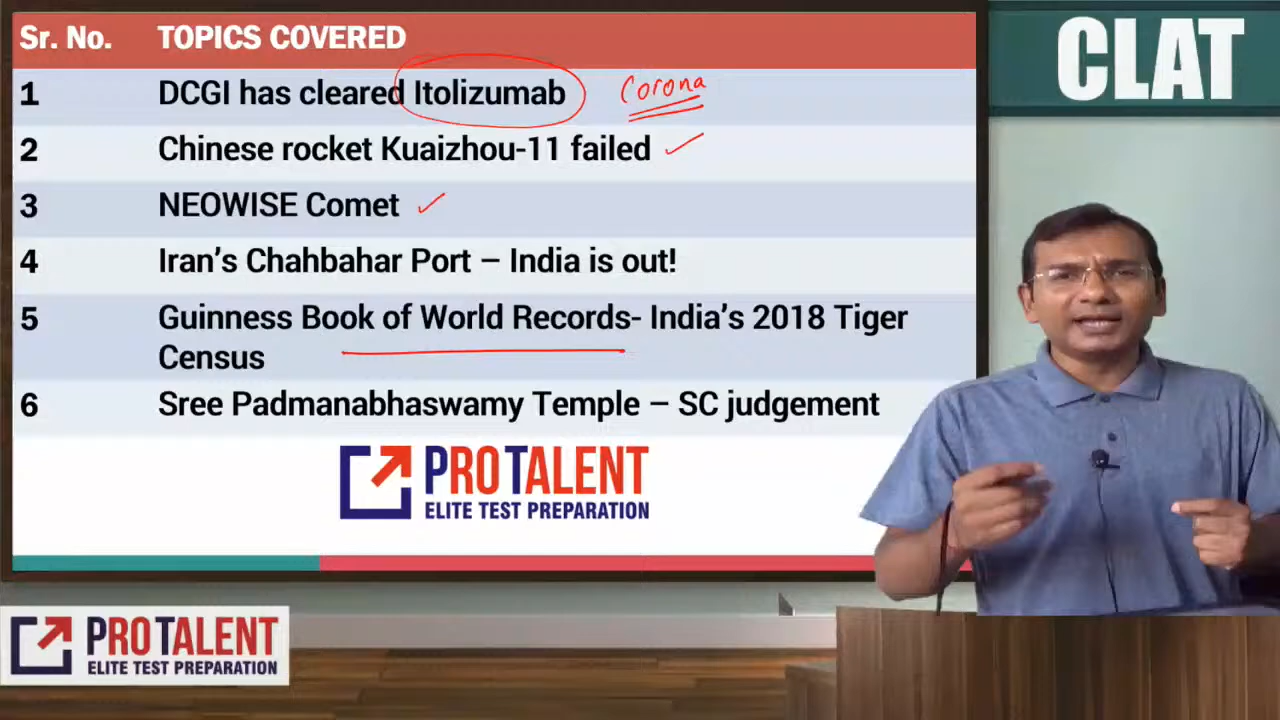 Sr. No. TOPICS COVERED
CLAT
1 DCGI has cleared Itolizumab Corona
2 Chinese rocket Kuaizhou-11 failed
3 NEOWISE Comet
4 Iran's Chahbahar Port – India is out!
5 Guinness Book of World Records- India's 2018 Tiger
Census
6 Sree Padmanabhaswamy Temple – SC judgement
PROTALENT
ELITE TEST PREPARATION
PROTALENT
ELITE TEST PREPARATION